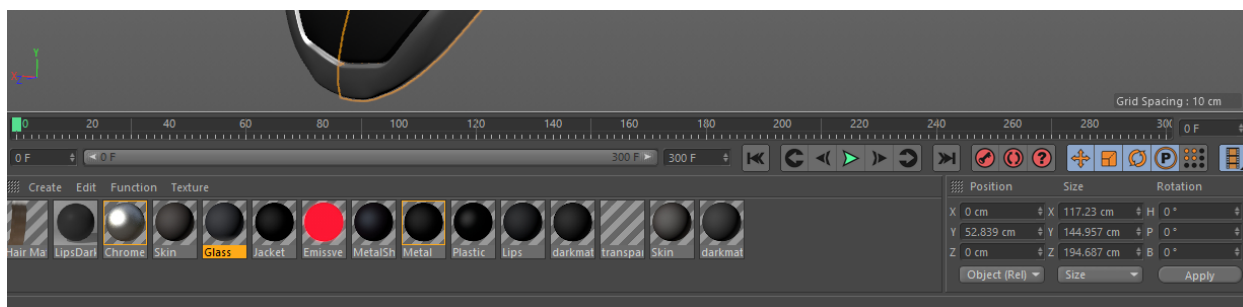 Y
X
Z
Grid Spacing : 10 cm
0 20 40 60 80 100 120 140 160 180 200 220 240 260 280 300 0 F
0 F < 0 F 300 F > 300 F P
Create Edit Function Texture Position Size Rotation
X 0 cm X 117.23 cm H 0 °
Y 52.839 cm Y 144.957 cm P 0 °
Hair Ma LipsDark Chrome Skin Glass Jacket Emissve MetalSh Metal Plastic Lips darkmat transpar Skin darkmat
Z 0 cm Z 194.687 cm B 0 °
Object (Rel) Size Apply